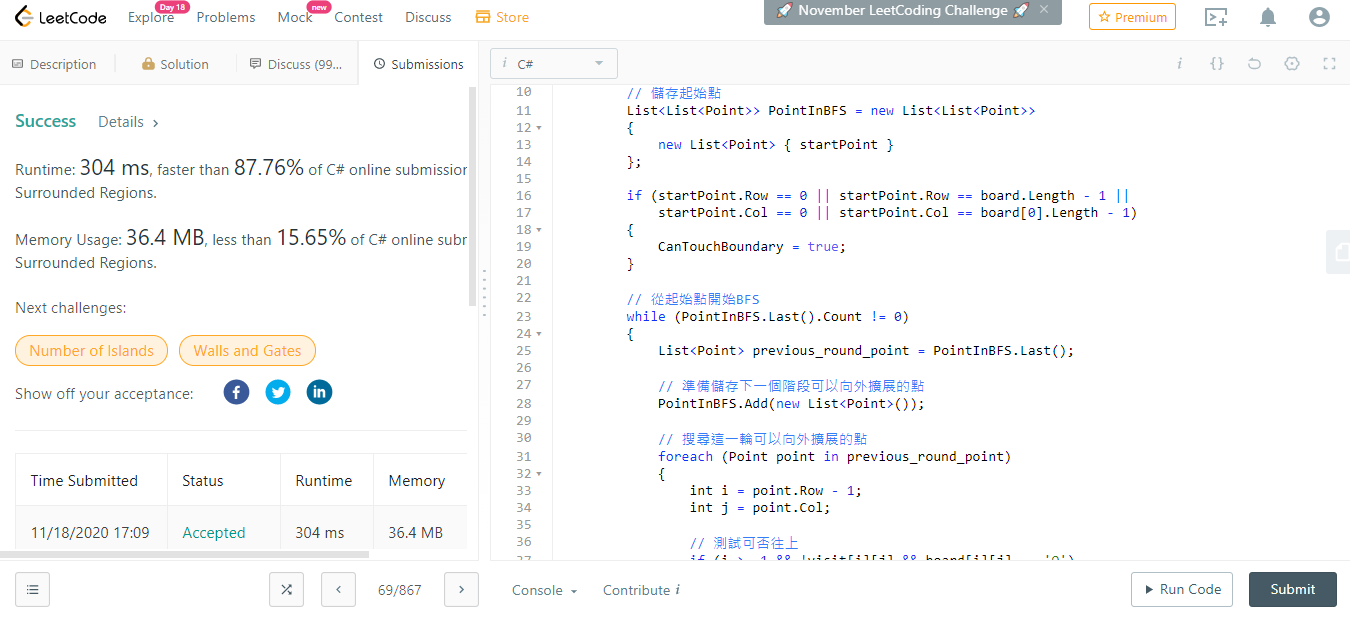 LeetCode
Explore Day 18 Problems Mock new Contest Discuss Store
November LeetCoding Challenge ×
Premium
Description Solution Discuss (99... Submissions
i C#
Success Details ›
Runtime: 304 ms, faster than 87.76% of C# online submission
Surrounded Regions.
Memory Usage: 36.4 MB, less than 15.65% of C# online subr
Surrounded Regions.
Next challenges:
Number of Islands Walls and Gates
Show off your acceptance:
Time Submitted Status Runtime Memory
11/18/2020 17:09 Accepted 304 ms 36.4 MB
10 // 儲存起始點
11 List<List<Point>> PointInBFS = new List<List<Point>>
12 {
13 new List<Point> { startPoint }
14 };
15
16 if (startPoint.Row == 0 || startPoint.Row == board.Length - 1 ||
17 startPoint.Col == 0 || startPoint.Col == board[0].Length - 1)
18 {
19 CanTouchBoundary = true;
20 }
21
22 // 從起始點開始BFS
23 while (PointInBFS.Last().Count != 0)
24 {
25 List<Point> previous_round_point = PointInBFS.Last();
26
27 // 準備儲存下一個階段可以向外擴展的點
28 PointInBFS.Add(new List<Point>());
29
30 // 搜尋這一輪可以向外擴展的點
31 foreach (Point point in previous_round_point)
32 {
33 int i = point.Row - 1;
34 int j = point.Col;
35
36 // 測試可否往上
69/867
Console Contribute i
Run Code Submit